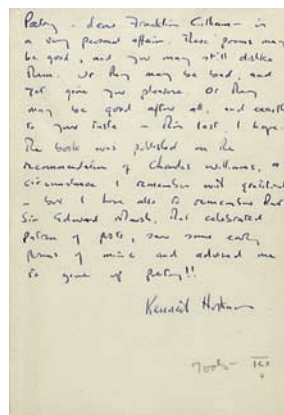 Poetry - dear Franklin Gilliam - is
a very personal affair. These poems may
be good, and you may still dislike
them. Or they may be bad, and
yet give you pleasure. Or they
may be good after all, and exactly
to your taste - this last I hope.
The book was published on the
recommendation of Charles Williams, a
circumstance I remember with gratitude
- but I have also to remember that
Sir Edward Marsh, that celebrated
patron of poets, saw some early
poems of mine and advised me
to give up poetry!!
Kenneth Hopkins